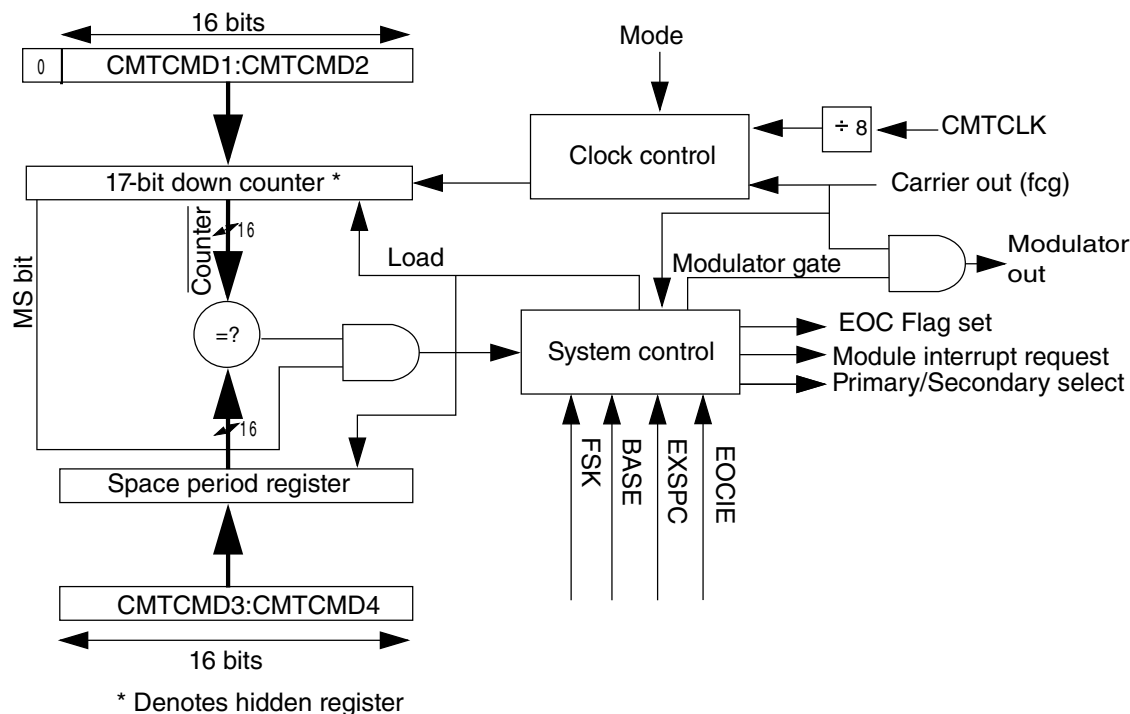 16 bits
Mode
0
CMTCMD1:CMTCMD2
÷ 8
CMTCLK
Clock control
17-bit down counter *
Carrier out (fcg)
MS bit
Counter
16
Load
Modulator gate
Modulator
out
=?
System control
EOC Flag set
Module interrupt request
Primary/Secondary select
16
FSK
BASE
EXSPC
EOCIE
Space period register
CMTCMD3:CMTCMD4
16 bits
* Denotes hidden register